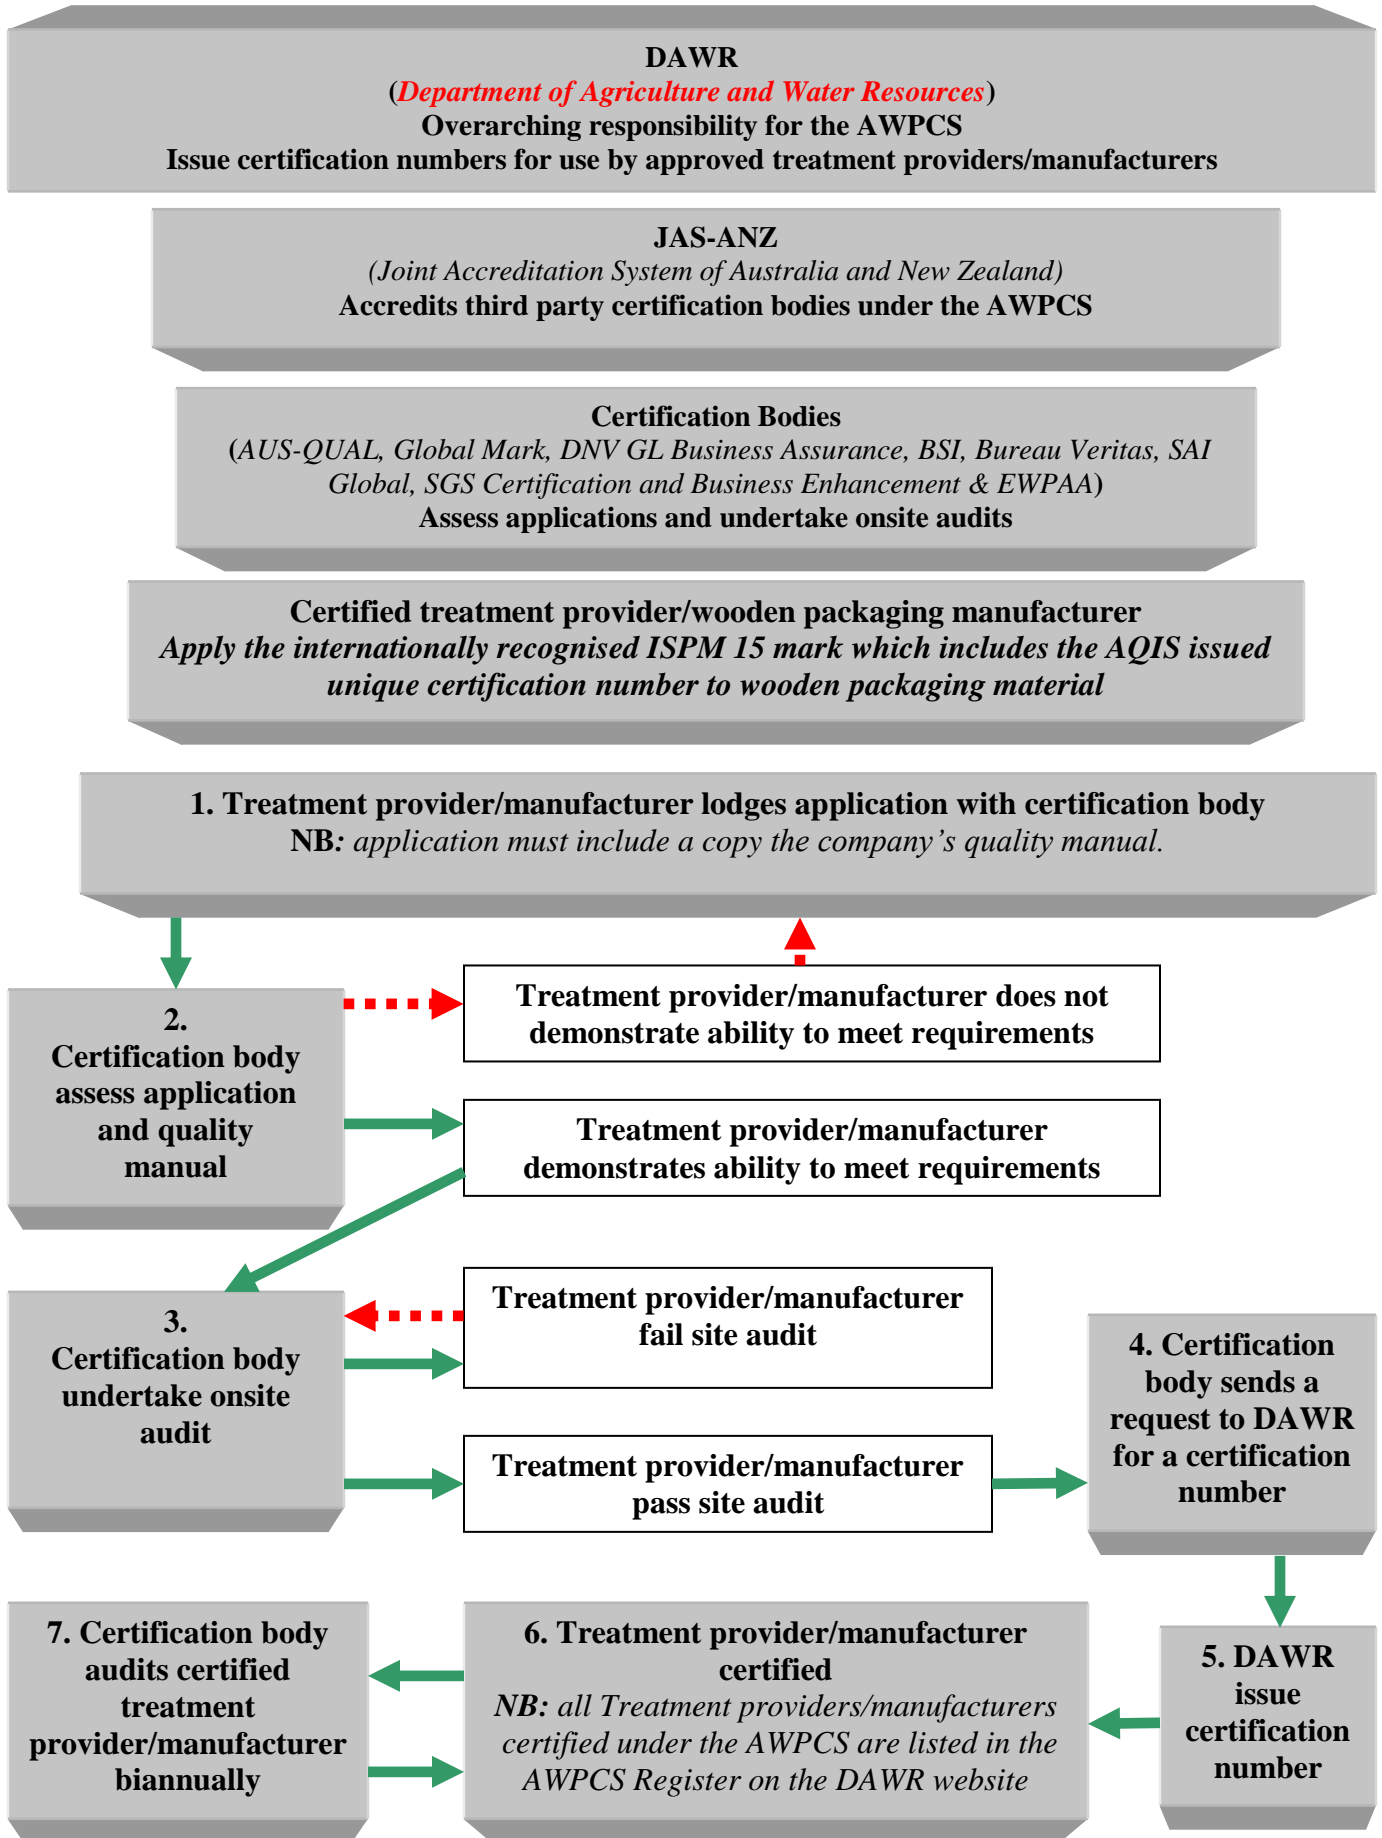 DAWR
(Department of Agriculture and Water Resources)
Overarching responsibility for the AWPCS
Issue certification numbers for use by approved treatment providers/manufacturers
JAS-ANZ
(Joint Accreditation System of Australia and New Zealand)
Accredits third party certification bodies under the AWPCS
Certification Bodies
(AUS-QUAL, Global Mark, DNV GL Business Assurance, BSI, Bureau Veritas, SAI
Global, SGS Certification and Business Enhancement & EWPAA)
Assess applications and undertake onsite audits
Certified treatment provider/wooden packaging manufacturer
Apply the internationally recognised ISPM 15 mark which includes the AQIS issued
unique certification number to wooden packaging material
1. Treatment provider/manufacturer lodges application with certification body
NB: application must include a copy the company's quality manual.
Treatment provider/manufacturer does not
demonstrate ability to meet requirements
2.
Certification body
assess application
and quality
manual
Treatment provider/manufacturer
demonstrates ability to meet requirements
Treatment provider/manufacturer
fail site audit
3.
Certification body
undertake onsite
audit
Treatment provider/manufacturer
pass site audit
4. Certification
body sends a
request to DAWR
for a certification
number
5. DAWR
issue
certification
number
6. Treatment provider/manufacturer
certified
NB: all Treatment providers/manufacturers
certified under the AWPCS are listed in the
AWPCS Register on the DAWR website
7. Certification body
audits certified
treatment
provider/manufacturer
biannually